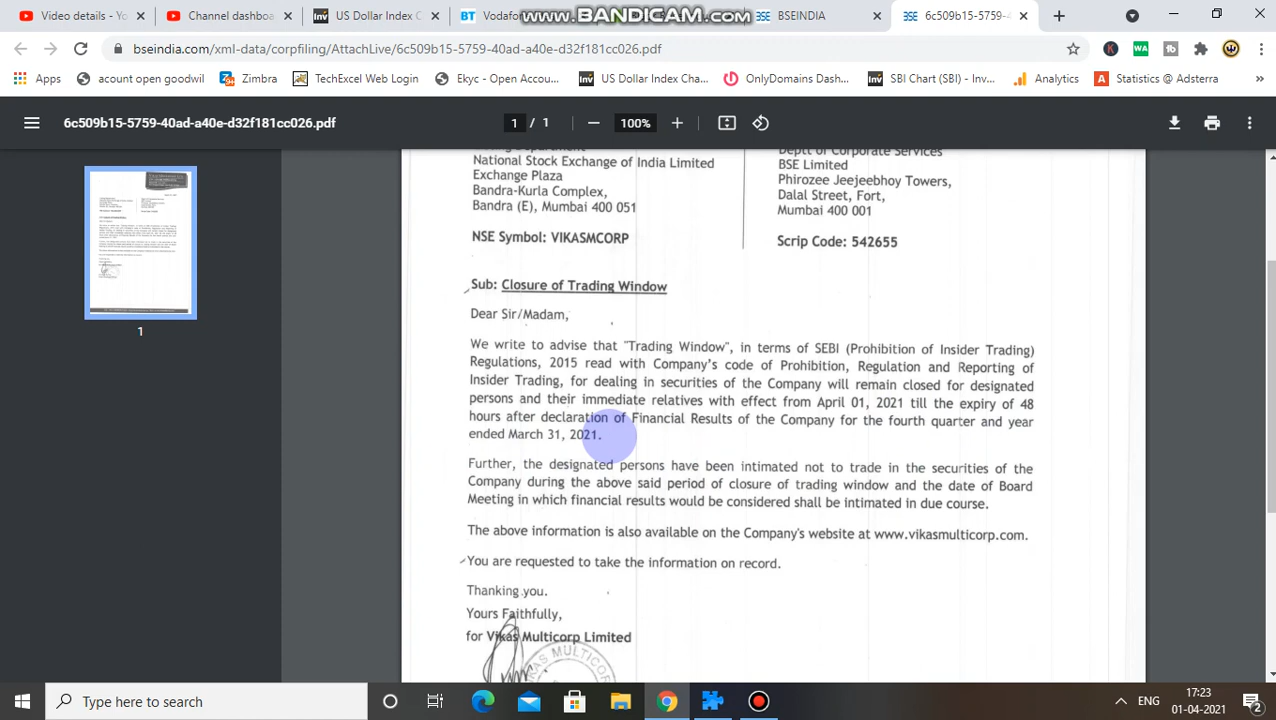 Video details - Yo
Channel dashboa
US Dollar Index C
Vodafo
www.BANDICAM.com
BSEINDIA
6c509b15-5759-4
bseindia.com/xml-data/corpfiling/AttachLive/6c509b15-5759-40ad-a40e-d32f181cc026.pdf
Apps
acount open goodwil
Zimbra
TechExcel Web Login
Ekyc - Open Accou...
US Dollar Index Cha...
OnlyDomains Dash...
SBI Chart (SBI) - Inv...
Analytics
Statistics @ Adsterra
6c509b15-5759-40ad-a40e-d32f181cc026.pdf
1 / 1
100%
1
National Stock Exchange of India Limited
Exchange Plaza
Bandra-Kurla Complex,
Bandra (E), Mumbai 400 051
NSE Symbol: VIKASMCORP
Deptt of Corporate Services
BSE Limited
Phirozee Jeejeebhoy Towers,
Dalal Street, Fort,
Mumbai 400 001
Scrip Code: 542655
Sub: Closure of Trading Window
Dear Sir/Madam,
We write to advise that "Trading Window", in terms of SEBI (Prohibition of Insider Trading)
Regulations, 2015 read with Company's code of Prohibition, Regulation and Reporting of
Insider Trading, for dealing in securities of the Company will remain closed for designated
persons and their immediate relatives with effect from April 01, 2021 till the expiry of 48
hours after declaration of Financial Results of the Company for the fourth quarter and year
ended March 31, 2021.
Further, the designated persons have been intimated not to trade in the securities of the
Company during the above said period of closure of trading window and the date of Board
Meeting in which financial results would be considered shall be intimated in due course.
The above information is also available on the Company's website at www.vikasmulticorp.com.
You are requested to take the information on record.
Thanking you.
Yours Faithfully,
for Vikas Multicorp Limited
Type here to search
ENG
17:23
01-04-2021
2